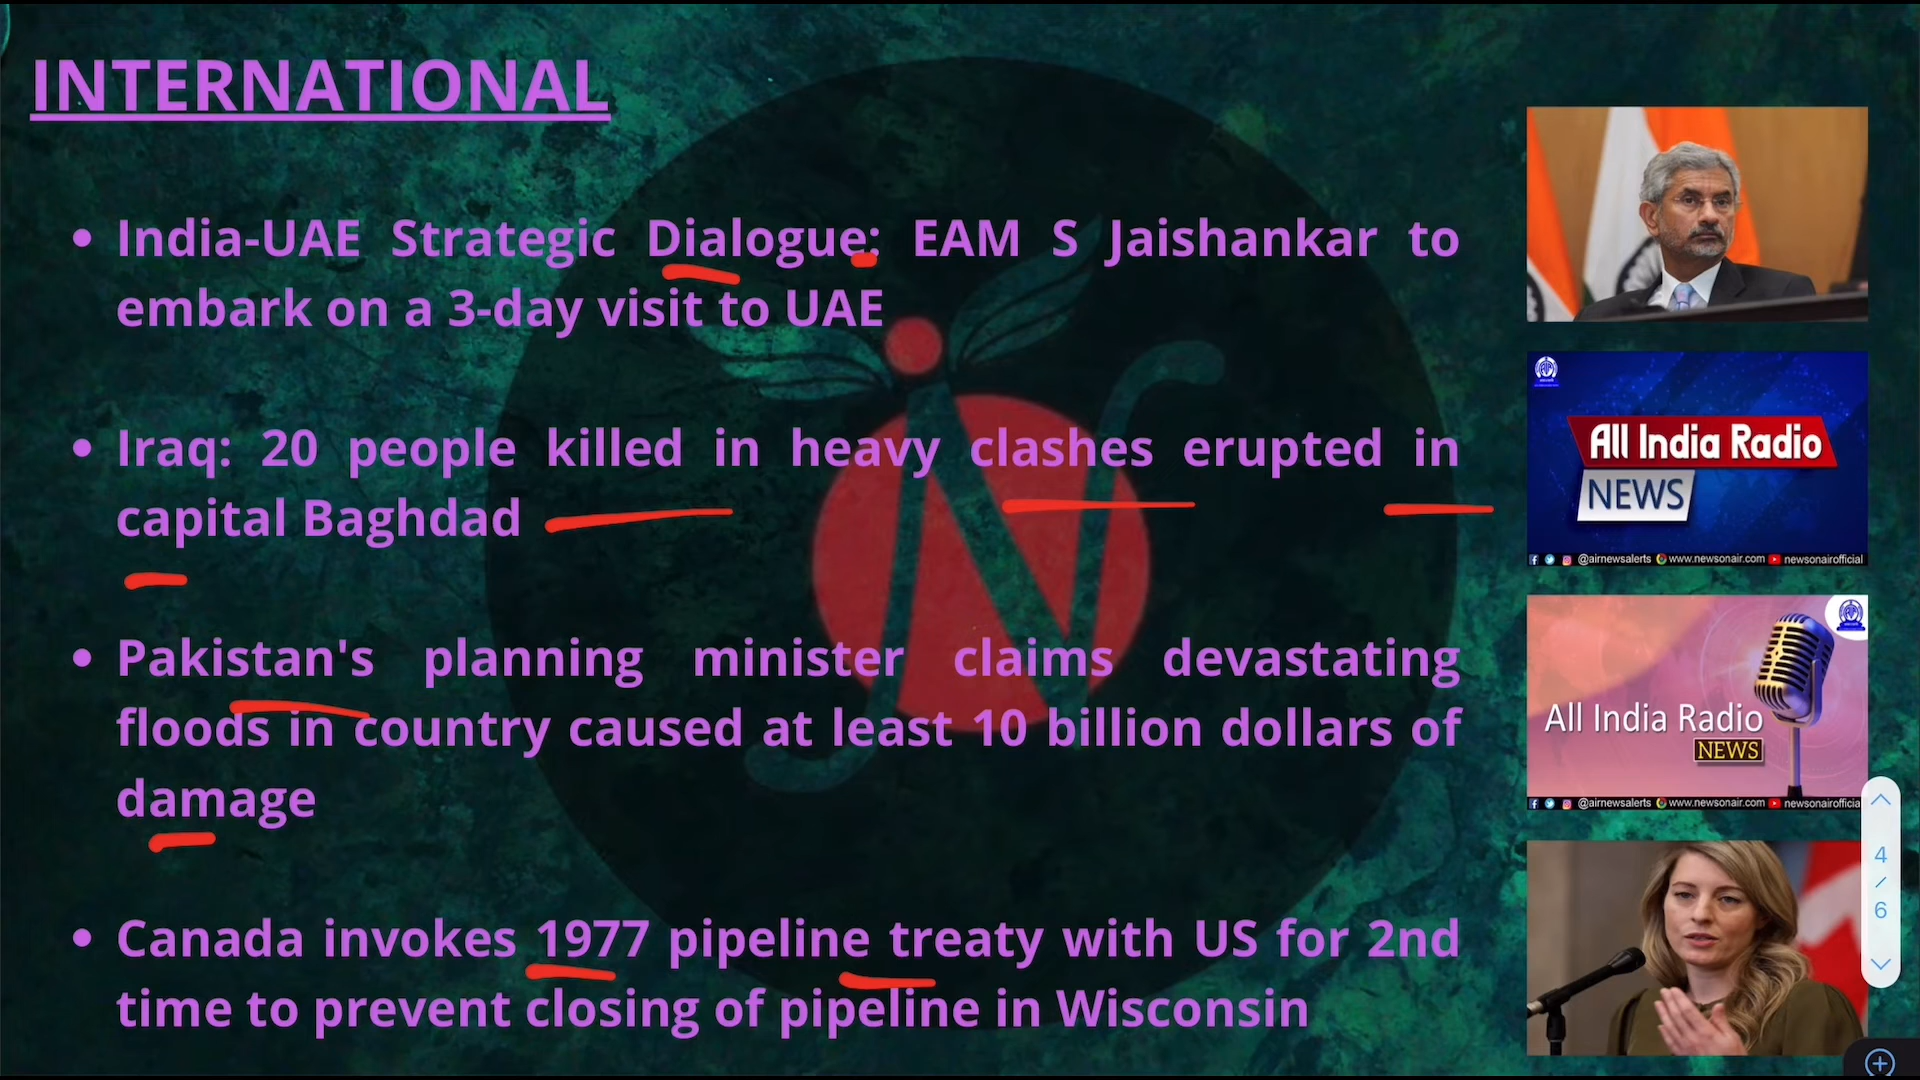 INTERNATIONAL
• India-UAE Strategic Dialogue: EAM S Jaishankar to
embark on a 3-day visit to UAE
• Iraq: 20 people killed in heavy clashes erupted in
capital Baghdad
• Pakistan's planning minister claims devastating
floods in country caused at least 10 billion dollars of
damage
• Canada invokes 1977 pipeline treaty with US for 2nd
time to prevent closing of pipeline in Wisconsin
All India Radio
NEWS
@airnewsalerts www.newsonair.com newsonairofficial
All India Radio
NEWS
@airnewsalerts www.newsonair.com newsonairofficia
4
/
6